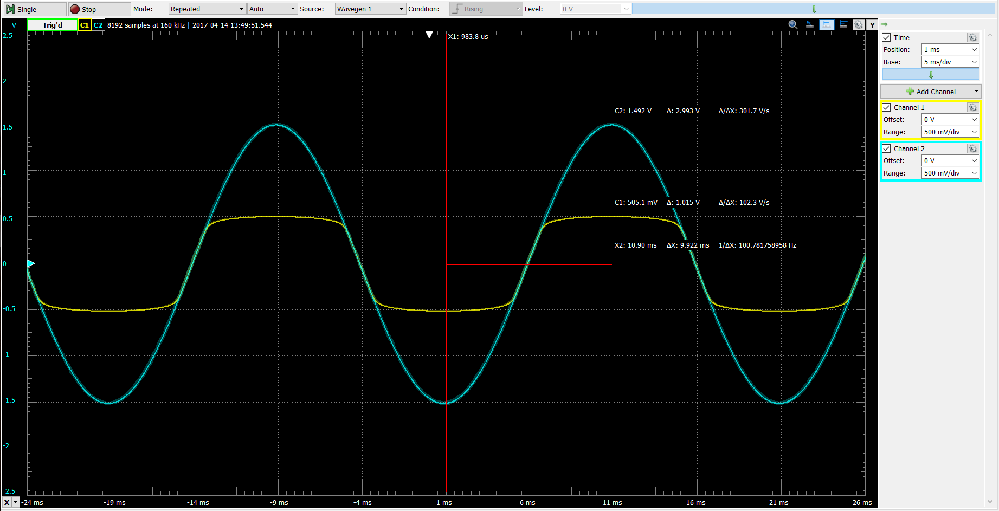 Single Stop Mode: Repeated Auto Source: Wavegen 1 Condition: Rising Level: 0 V
V Trig'd C1 C2 8192 samples at 160 kHz | 2017-04-14 13:49:51.544 Y
X1: 983.8 us
2.5
2
1.5
1
0.5
0
-0.5
-1
-1.5
-2
-2.5
C2: 1.492 V Δ: 2.993 V Δ/ΔX: 301.7 V/s
C1: 505.1 mV Δ: 1.015 V Δ/ΔX: 102.3 V/s
X2: 10.90 ms ΔX: 9.922 ms 1/ΔX: 100.781758958 Hz
X -24 ms -19 ms -14 ms -9 ms -4 ms 1 ms 6 ms 11 ms 16 ms 21 ms 26 ms
Time
Position: 1 ms
Base: 5 ms/div
Add Channel
Channel 1
Offset: 0 V
Range: 500 mV/div
Channel 2
Offset: 0 V
Range: 500 mV/div